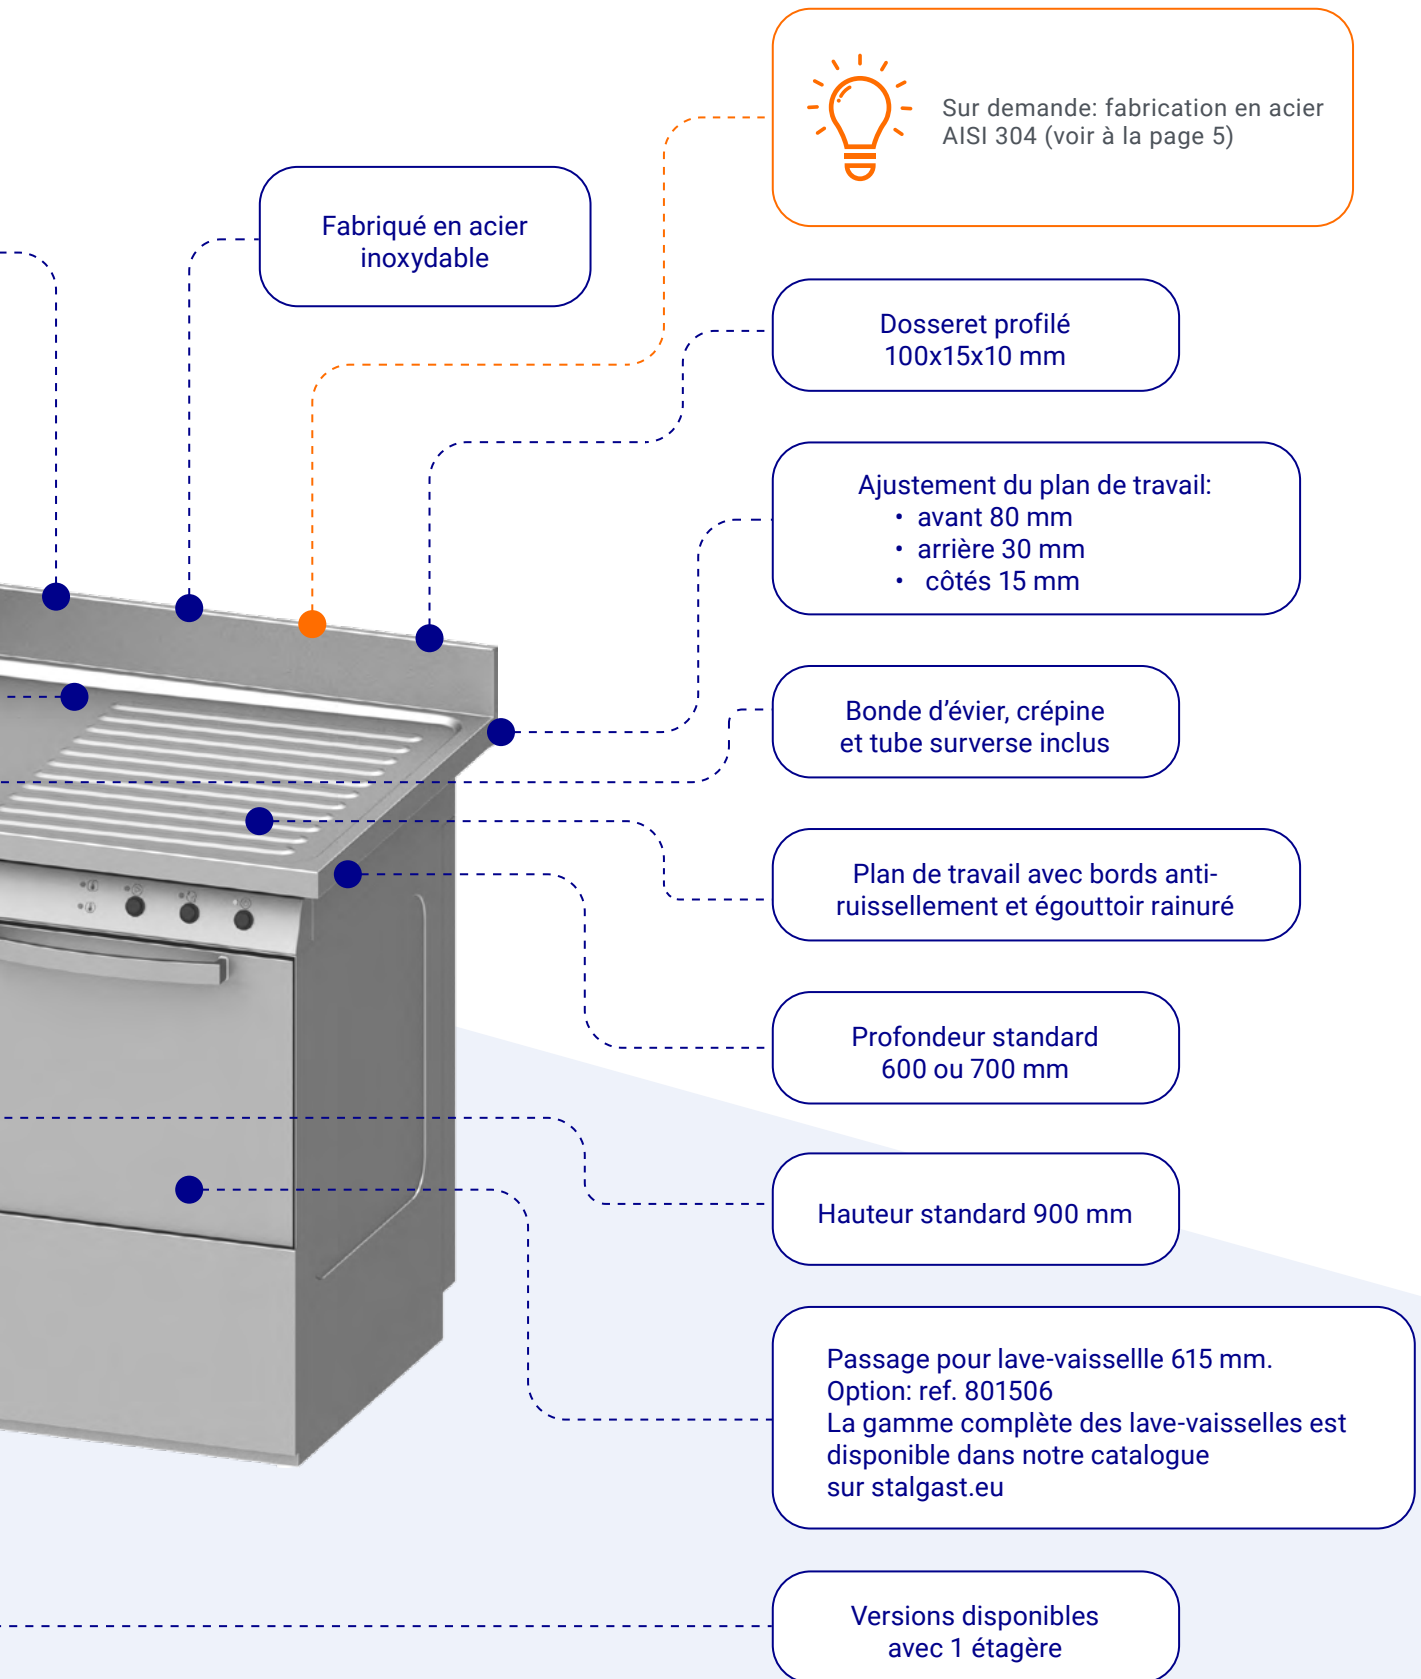 Sur demande: fabrication en acier
AISI 304 (voir à la page 5)
Fabriqué en acier
inoxydable
Dosseret profilé
100x15x10 mm
Ajustement du plan de travail:
• avant 80 mm
• arrière 30 mm
• côtés 15 mm
Bonde d’évier, crépine
et tube surverse inclus
Plan de travail avec bords anti-
ruissellement et égouttoir rainuré
Profondeur standard
600 ou 700 mm
Hauteur standard 900 mm
Passage pour lave-vaissellle 615 mm.
Option: ref. 801506
La gamme complète des lave-vaisselles est
disponible dans notre catalogue
sur stalgast.eu
Versions disponibles
avec 1 étagère